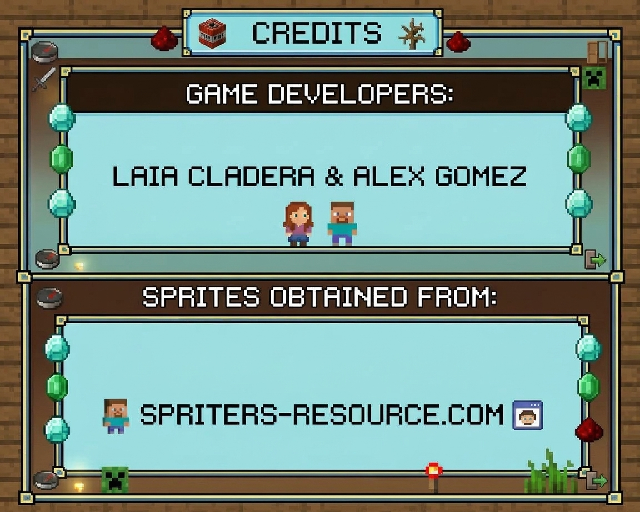 CREDITS
GAME DEVELOPERS:
LAIA CLADERA & ALEX GOMEZ
SPRITES OBTAINED FROM:
SPRITERS-RESOURCE.COM